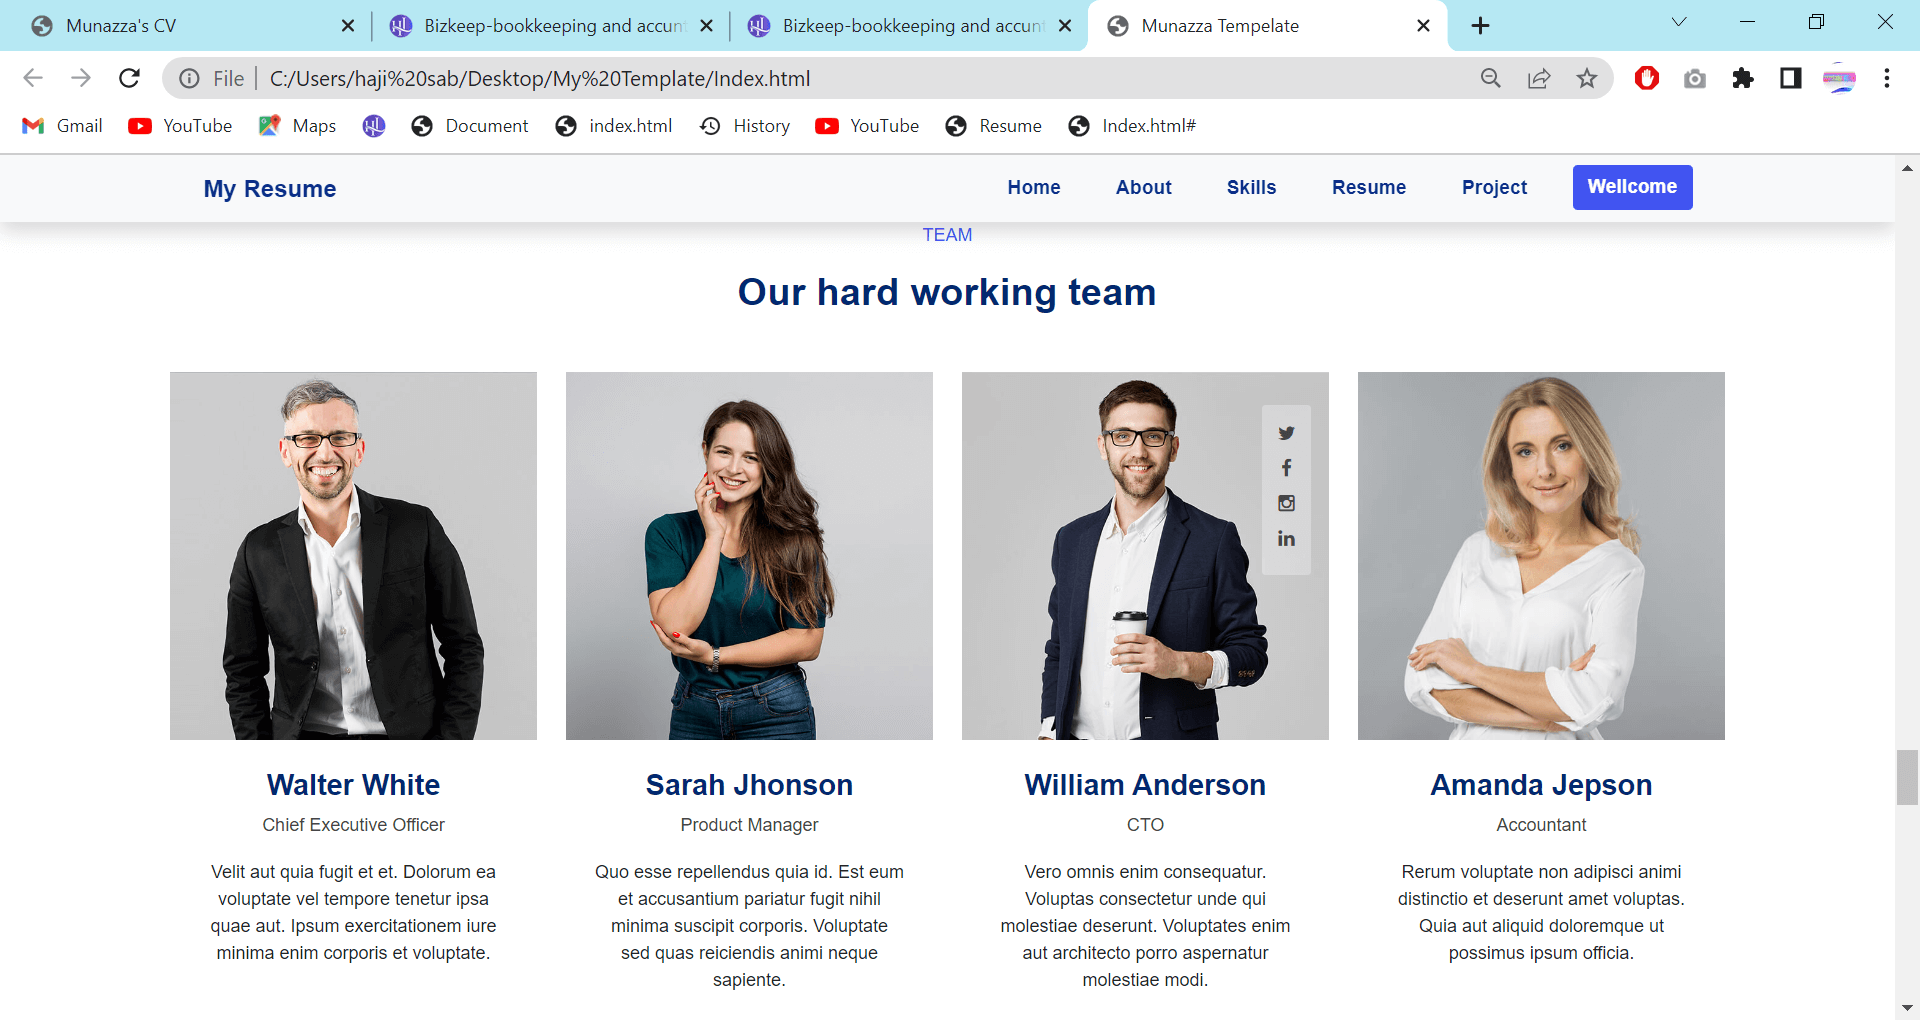 Munazza's CV
Bizkeep-bookkeeping and accunt
Bizkeep-bookkeeping and accunt
Munazza Tempelate
File
C:/Users/haji%20sab/Desktop/My%20Template/Index.html
Gmail
YouTube
Maps
Document
index.html
History
YouTube
Resume
Index.html#
My Resume
Home
About
Skills
Resume
Project
Wellcome
TEAM
Our hard working team
Walter White
Chief Executive Officer
Velit aut quia fugit et et. Dolorum ea
voluptate vel tempore tenetur ipsa
quae aut. Ipsum exercitationem iure
minima enim corporis et voluptate.
Sarah Jhonson
Product Manager
Quo esse repellendus quia id. Est eum
et accusantium pariatur fugit nihil
minima suscipit corporis. Voluptate
sed quas reiciendis animi neque
sapiente.
William Anderson
CTO
Vero omnis enim consequatur.
Voluptas consectetur unde qui
molestiae deserunt. Voluptates enim
aut architecto porro aspernatur
molestiae modi.
Amanda Jepson
Accountant
Rerum voluptate non adipisci animi
distinctio et deserunt amet voluptas.
Quia aut aliquid doloremque ut
possimus ipsum officia.